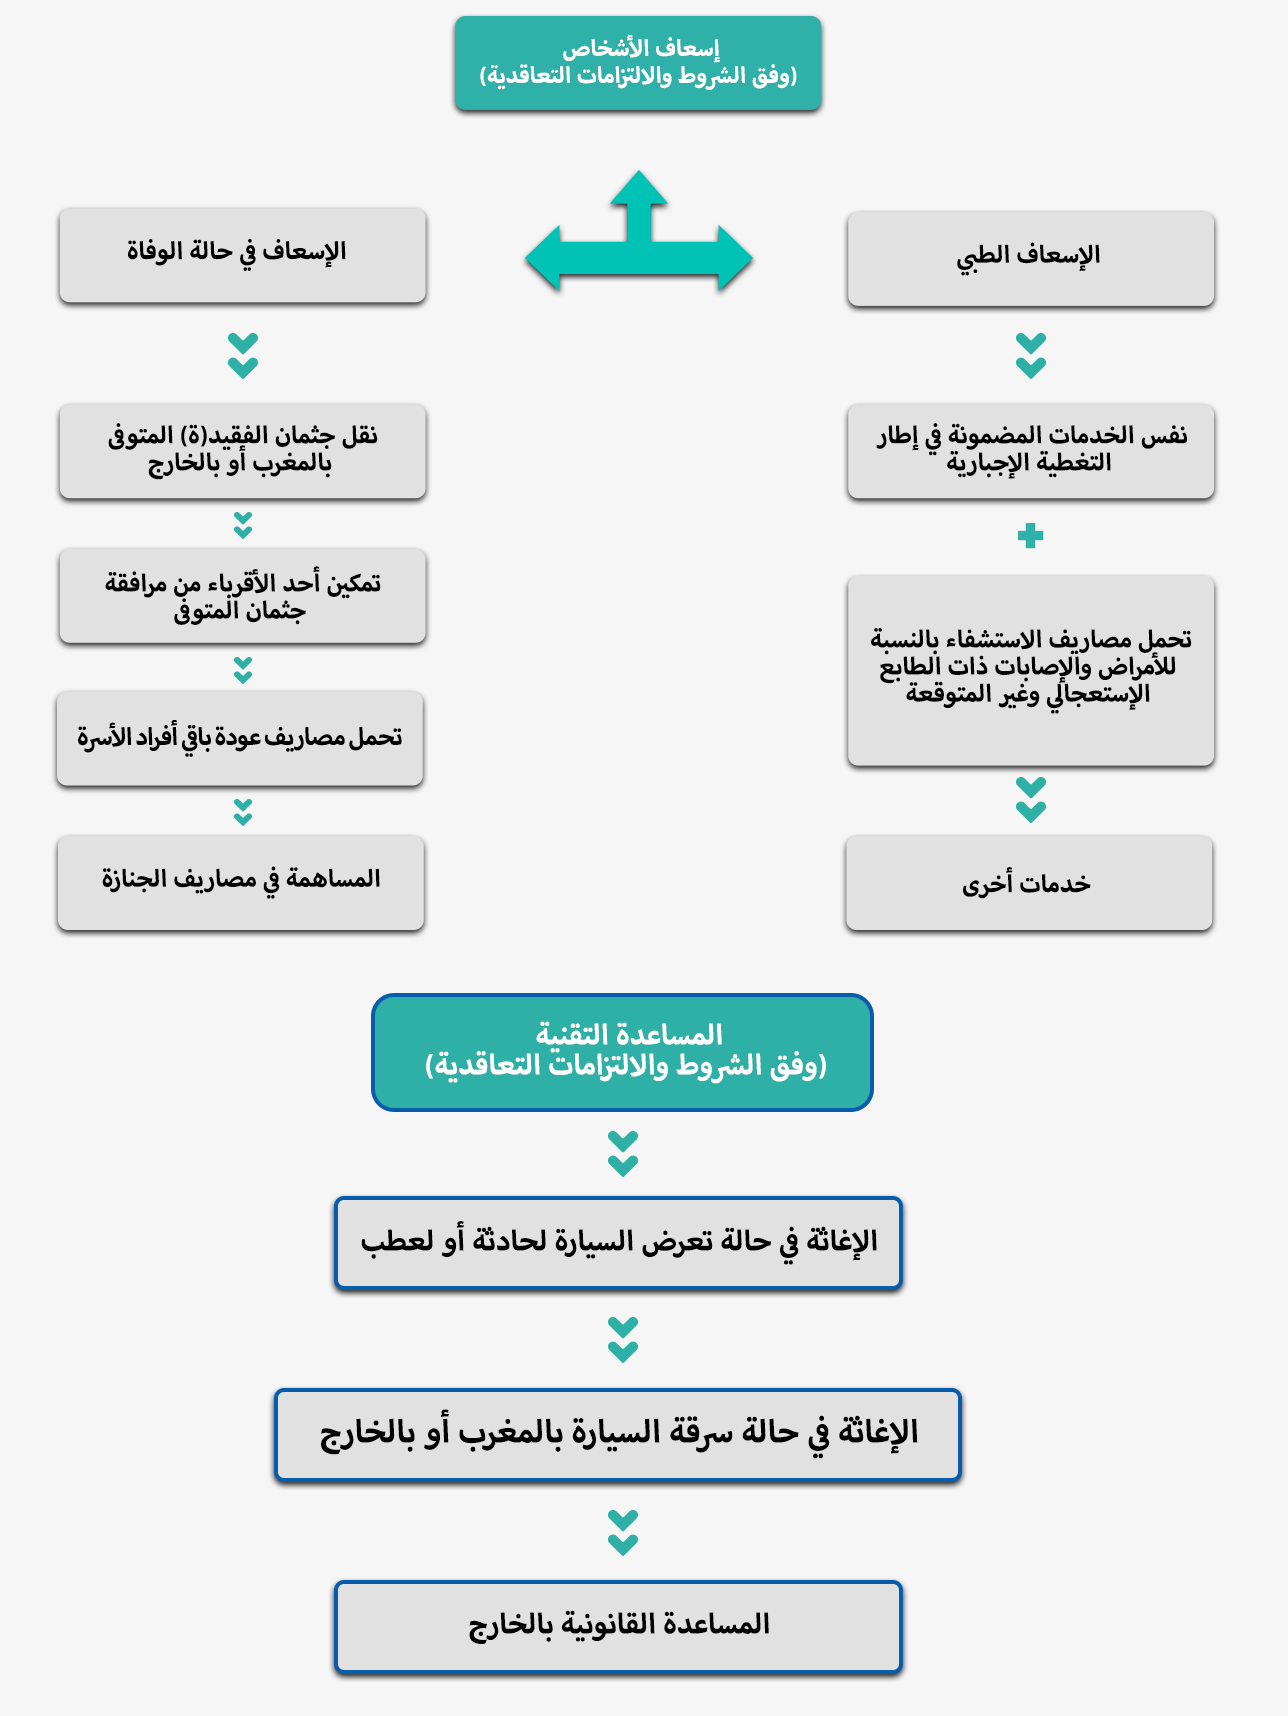 إسعاف الأشخاص
(وفق الشروط والالتزامات التعاقدية)
الإسعاف الطبي
نفس الخدمات المضمونة في إطار
التغطية الإجبارية
تحمل مصاريف الاستشفاء بالنسبة
للأمراض والإصابات ذات الطابع
الإستعجالي وغير المتوقعة
خدمات أخرى
الإسعاف في حالة الوفاة
نقل جثمان الفقيد(ة) المتوفى
بالمغرب أو بالخارج
تمكين أحد الأقرباء من مرافقة
جثمان المتوفى
تحمل مصاريف عودة باقي أفراد الأسرة
المساهمة في مصاريف الجنازة
المساعدة التقنية
(وفق الشروط والالتزامات التعاقدية)
الإغاثة في حالة تعرض السيارة لحادثة أو لعطب
الإغاثة في حالة سرقة السيارة بالمغرب أو بالخارج
المساعدة القانونية بالخارج